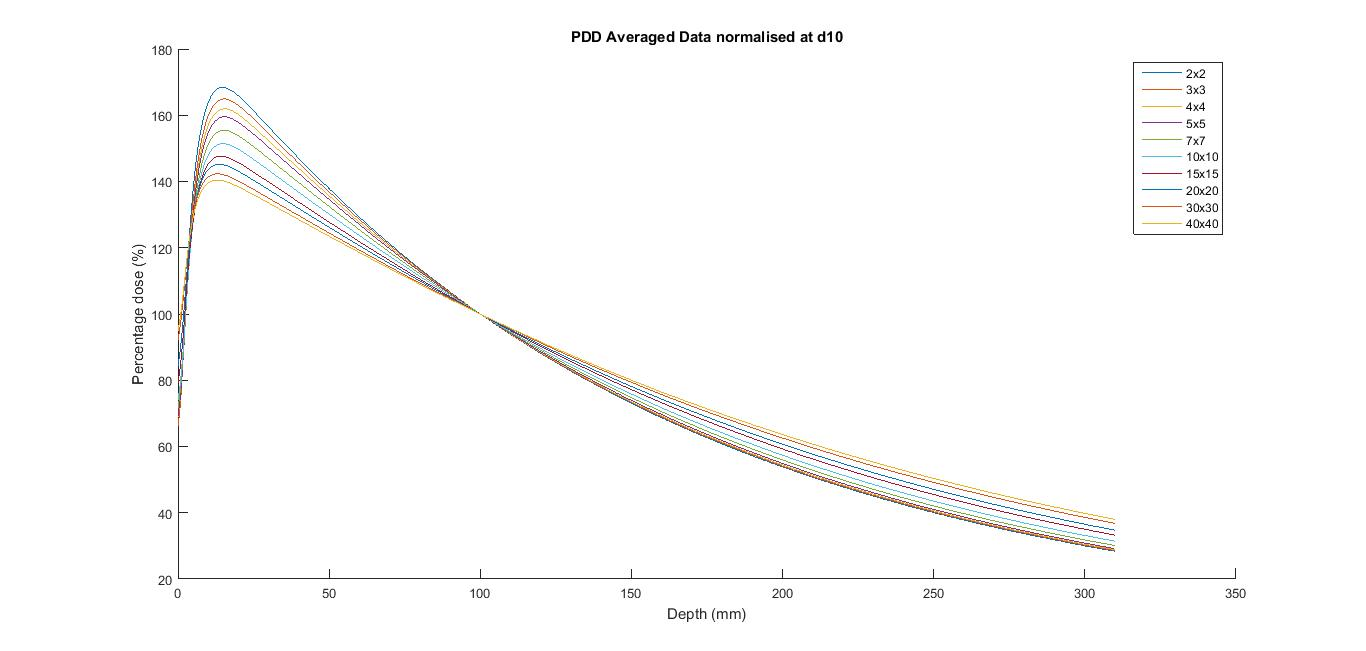 PDD Averaged Data normalised at d10
180
160
140
120
100
80
60
40
20
Percentage dose (%)
0
50
100
150
200
250
300
350
Depth (mm)
2x2
3x3
4x4
5x5
7x7
10x10
15x15
20x20
30x30
40x40